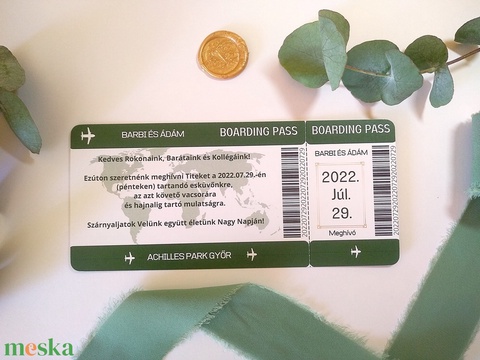 BARBI ÉS ÁDÁM
BOARDING PASS
Kedves Rokonaink, Barátaink és Kollégáink!
Ezúton szeretnénk meghívni Titeket a 2022.07.29.-én
(pénteken) tartandó esküvőnkre,
az azt követő vacsorára
és hajnalig tartó mulatságra.
Szárnyaljatok Velünk együtt életünk Nagy Napján!
ACHILLES PARK GYŐR
BOARDING PASS
BARBI ÉS ÁDÁM
2022.
Júl.
29.
Meghívó
meska